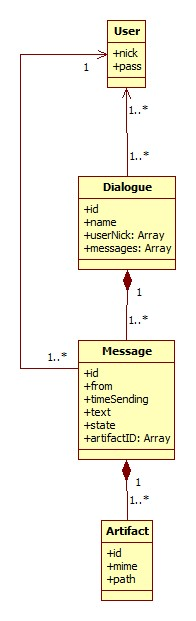 User
+nick
+pass
1
1..*
1..*
Dialogue
+id
+name
+userNick: Array
+messages: Array
1
1..*
Message
1..*
+id
+from
+timeSending
+text
+state
+artifactID: Array
1
1..*
Artifact
+id
+mime
+path